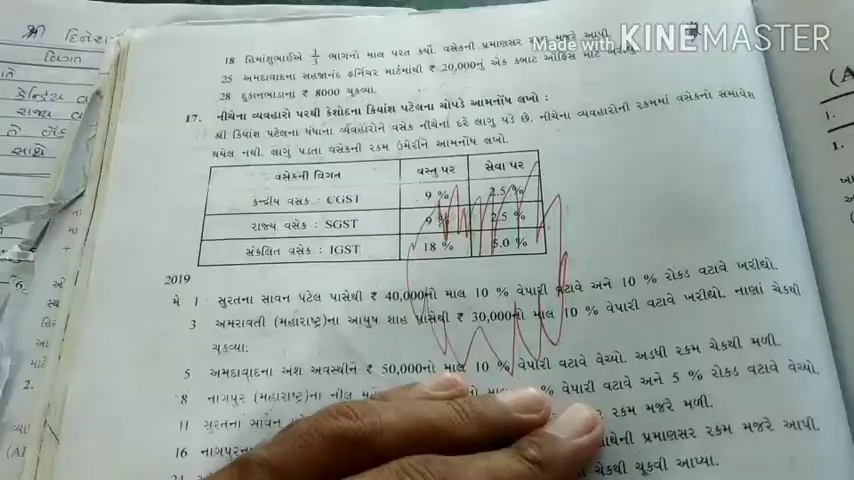 શ્રી દિનેશ
વિગત
કેન્દ્રિય
રાજ્ય
સાથે
Made with KINEMASTER
18 હિમાંશુભાઈએ 1/3 ભાગનો માલ પરત કર્યો. વસેકની પ્રમાણસર રકમ મજરે આપી.
25 અમદાવાદના સહજાનંદ ફર્નિચર માર્ટમાંથી ₹ 20,000નું એક કબાટ ઓફિસ માટે
28 દુકાનભાડાના ₹ 8000 ચૂકવ્યા.
17. નીચેના વ્યવહારો પરથી કેશોદના કિયાંશ પટેલના ચોપડે આમનોંધ લખો :
શ્રી કિયાંશ પટેલના ધંધાના વ્યવહારોને વસેક નીચેનાં દરે લાગુ પડે છે. નીચેના વ્યવહારોની રકમમાં વસેકનો સમાવેશ
થયેલ નથી. લાગુ પડતા વસેકની રકમ ઉમેરીને આમનોંધ લખો.
વસેકની વિગત વસ્તુ પર સેવા પર
કેન્દ્રીય વસેક : CGST 9 % 2.5 %
રાજ્ય વસેક : SGST 9 % 2.5 %
સંકલિત વસેક : IGST 18 % 5.0 %
2019
મે 1 સુરતના સાવન પટેલ પાસેથી ₹ 40,000નો માલ 10 % વેપારી વટાવે અને 10 % રોકડ વટાવે ખરીદ્યો.
3 અમરાવતી (મહારાષ્ટ્ર)ના આયુષ શાહ પાસેથી ₹ 30,000નો માલ 10 % વેપારી વટાવે ખરીદ્યો. નાણાં ચેકથી
ચૂકવ્યા.
5 અમદાવાદના અંશ અવસ્થીને ₹ 50,000નો માલ 10 % વેપારી વટાવે વેચ્યો. અડધી રકમ ચેકથી મળી.
8 નાગપુર (મહારાષ્ટ્ર)ના નીલ માલ % વેપારી વટાવે અને 5 % રોકડ વટાવે વેચ્યો.
11 સુરતના સાવન રકમ મજરે મળી.
16 નાગપુરના સાથેની પ્રમાણસર રકમ મજરે આપી.
21 ચેકથી ચૂકવી આપ્યા.